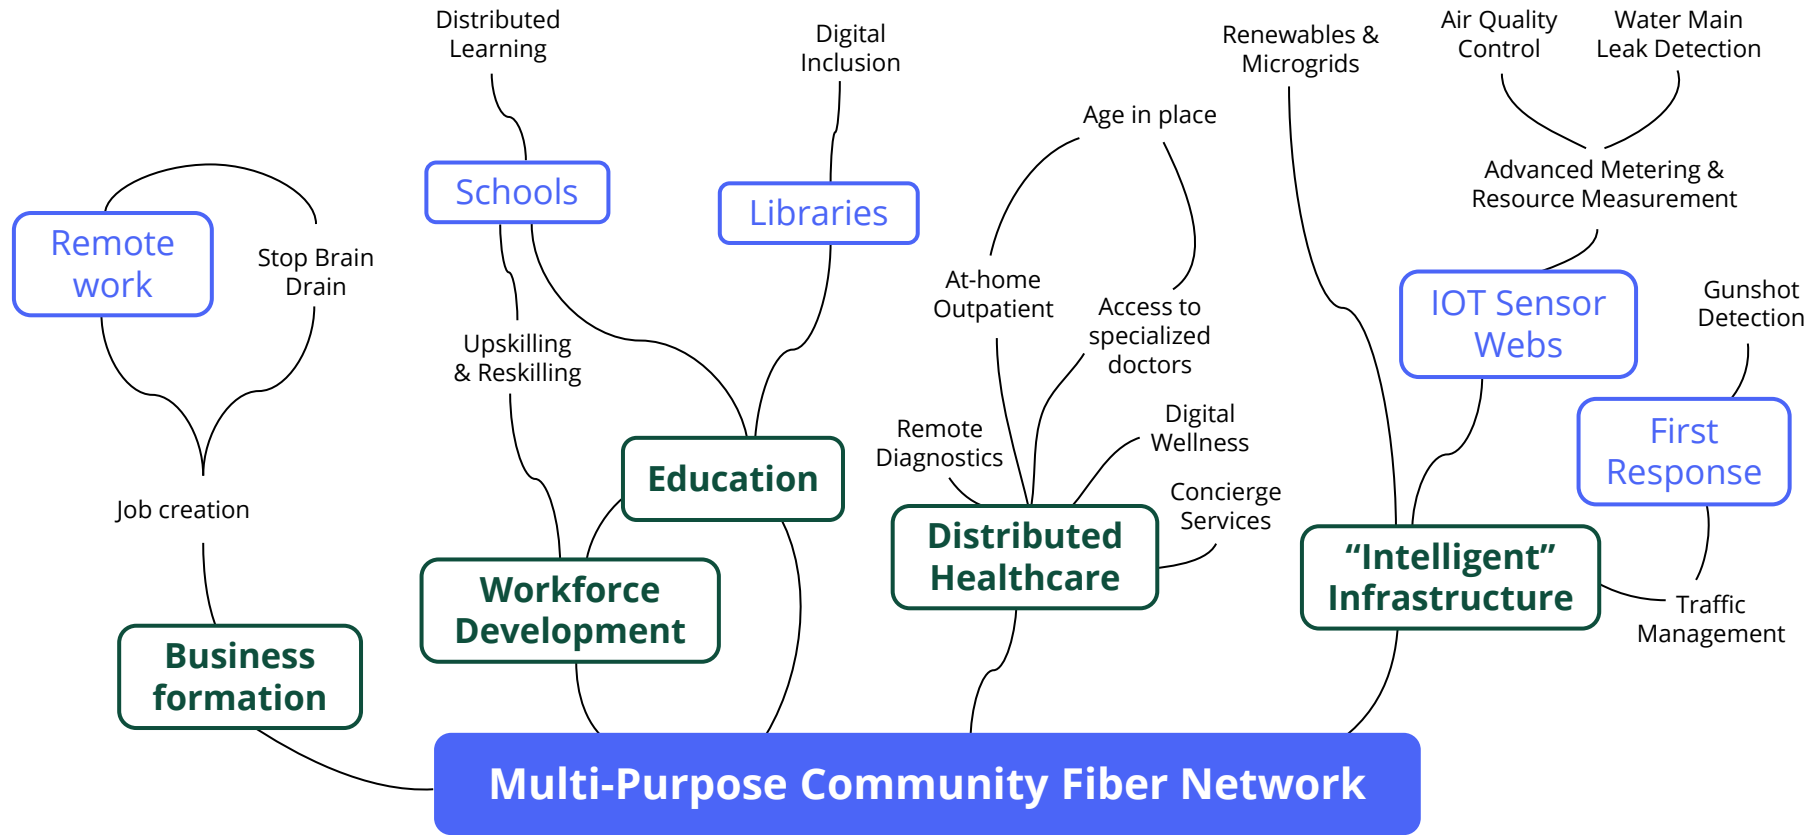 Distributed
Learning
Digital
Inclusion
Renewables &
Microgrids
Air Quality
Control
Water Main
Leak Detection
Age in place
Advanced Metering &
Resource Measurement
Schools
Libraries
Remote
work
Stop Brain
Drain
At-home
Outpatient
Access to
specialized
doctors
IOT Sensor
Webs
Gunshot
Detection
Upskilling
& Reskilling
Remote
Diagnostics
Digital
Wellness
First
Response
Education
Concierge
Services
Job creation
Distributed
Healthcare
“Intelligent”
Infrastructure
Workforce
Development
Traffic
Management
Business
formation
Multi-Purpose Community Fiber Network